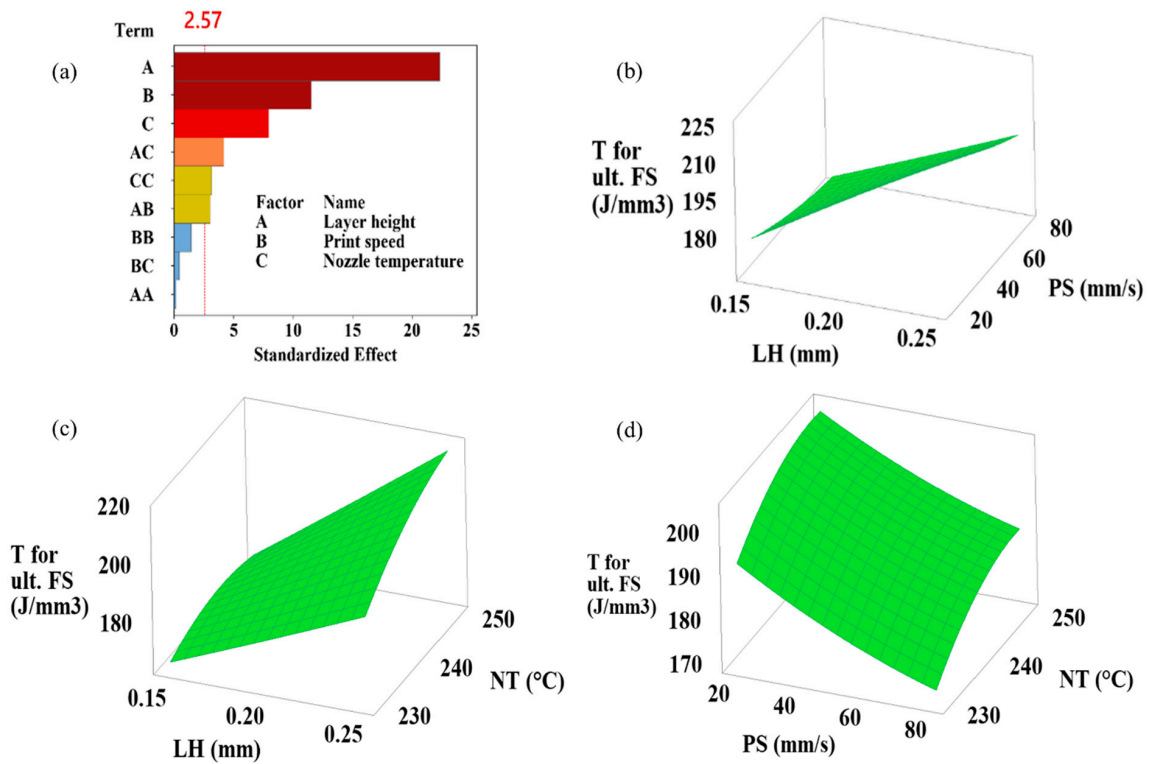 2.57
Term
(a)
A
B
C
AC
CC
AB
BB
BC
AA
Factor Name
A Layer height
B Print speed
C Nozzle temperature
0 5 10 15 20 25
Standardized Effect
(b)
T for
ult. FS
(J/mm3)
225
210
195
180
0.15
0.20
0.25
LH (mm)
20
40
60
80
PS (mm/s)
(c)
T for
ult. FS
(J/mm3)
220
200
180
0.15
0.20
0.25
LH (mm)
230
240
250
NT (°C)
(d)
T for
ult. FS
(J/mm3)
200
190
180
170
20
40
60
80
PS (mm/s)
230
240
250
NT (°C)